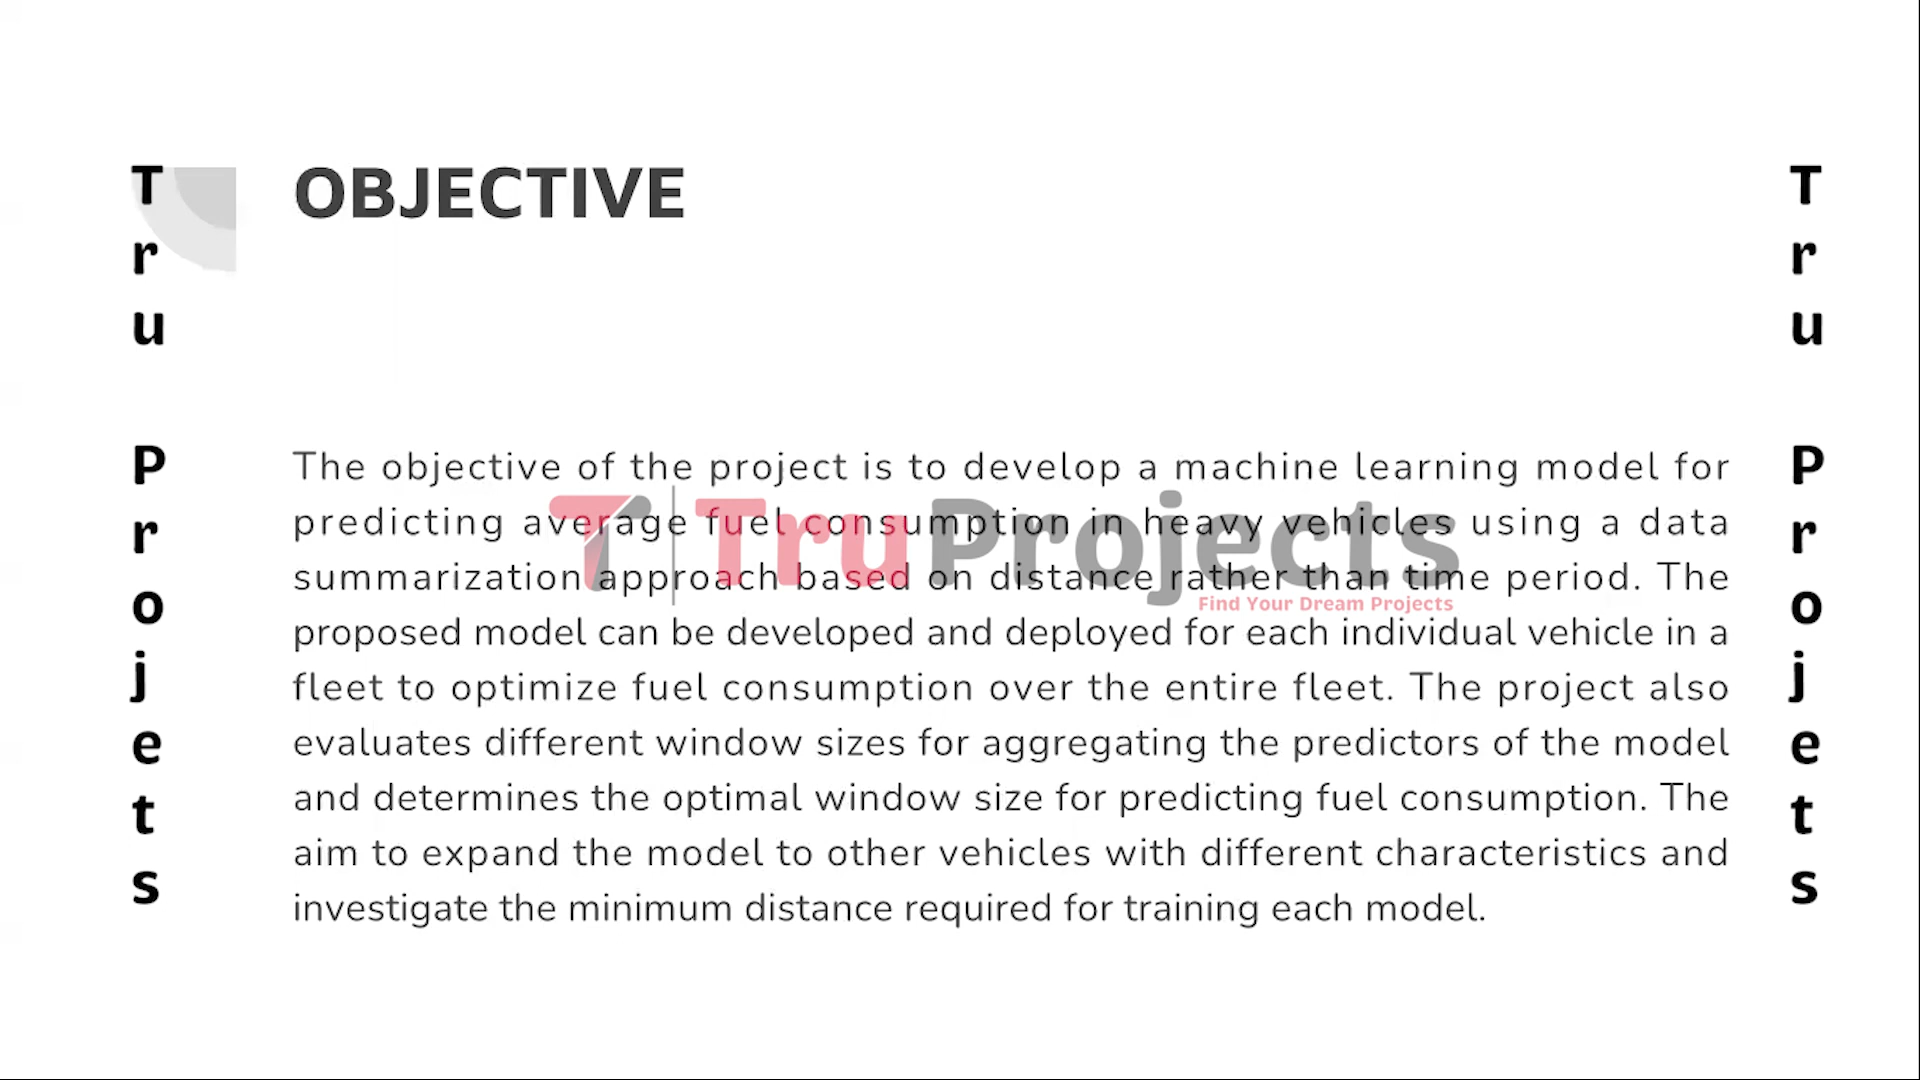 OBJECTIVE
The objective of the project is to develop a machine learning model for
predicting average fuel consumption in heavy vehicles using a data
summarization approach based on distance rather than time period. The
proposed model can be developed and deployed for each individual vehicle in a
fleet to optimize fuel consumption over the entire fleet. The project also
evaluates different window sizes for aggregating the predictors of the model
and determines the optimal window size for predicting fuel consumption. The
aim to expand the model to other vehicles with different characteristics and
investigate the minimum distance required for training each model.
TruProjects
Find Your Dream Projects
Tru Projets
Tru Projets